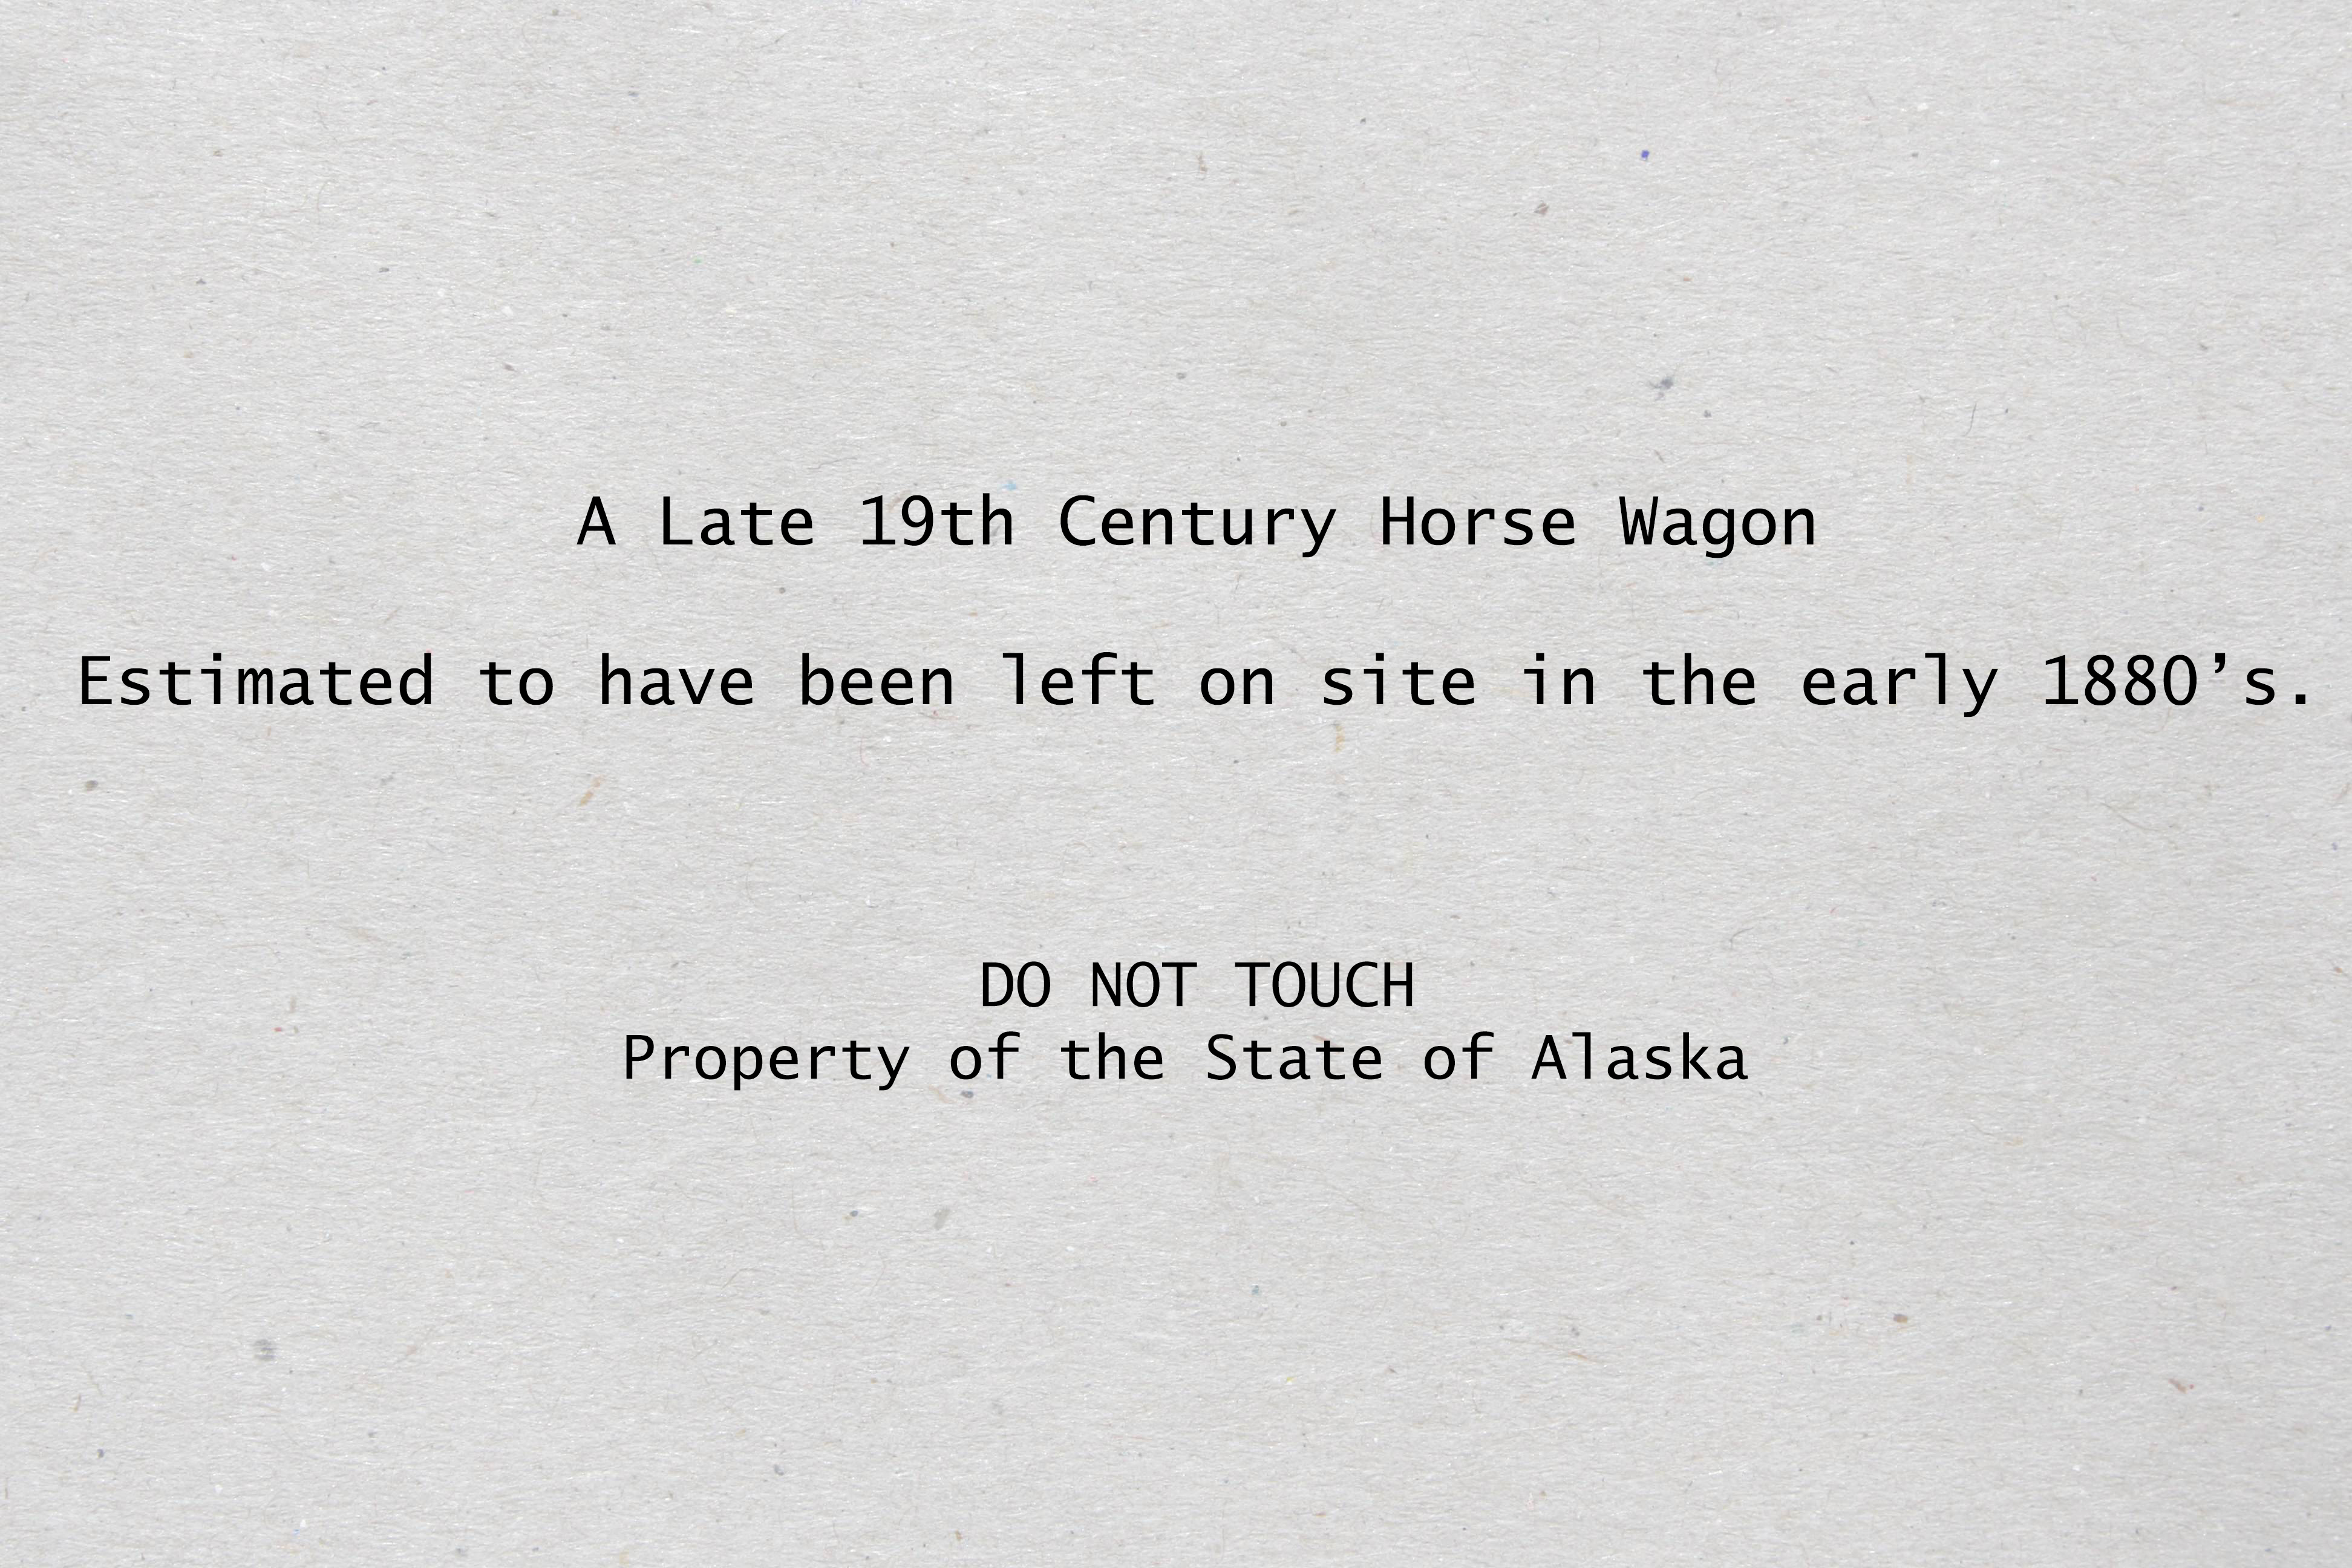 A Late 19th Century Horse Wagon
Estimated to have been left on site in the early 1880’s.
DO NOT TOUCH
Property of the State of Alaska